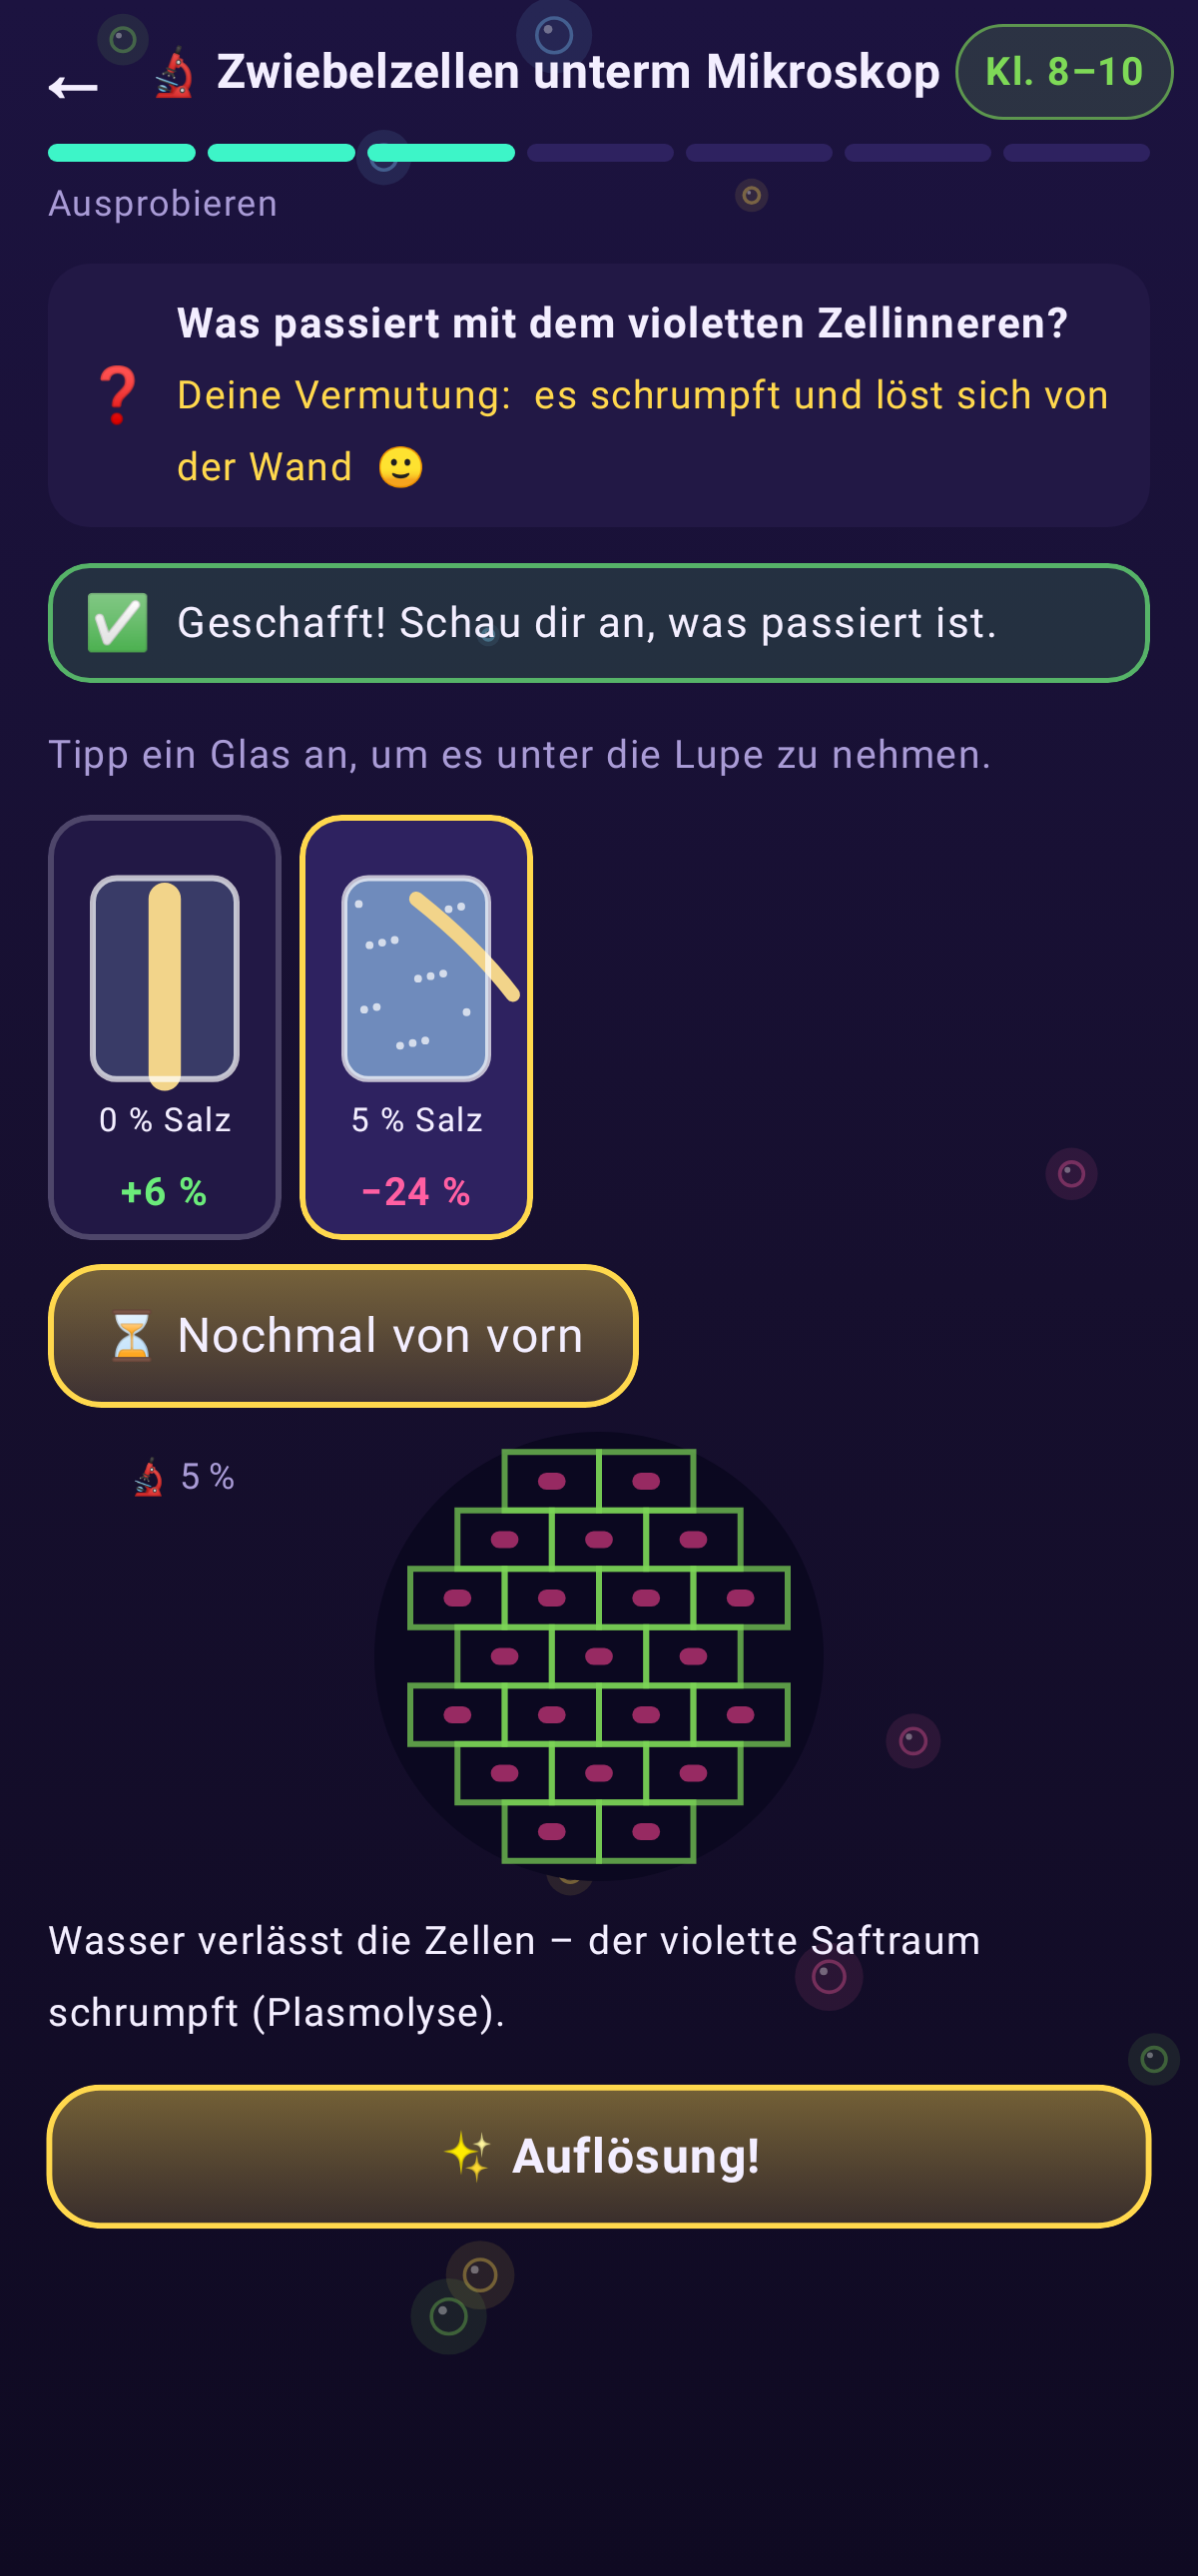 ← 🔬 Zwiebelzellen unterm Mikroskop Kl. 8–10
Ausprobieren
Was passiert mit dem violetten Zellinneren?
❓ Deine Vermutung: es schrumpft und löst sich von
der Wand 🙂
✅ Geschafft! Schau dir an, was passiert ist.
Tipp ein Glas an, um es unter die Lupe zu nehmen.
0 % Salz 5 % Salz
+6 % −24 %
⏳ Nochmal von vorn
🔬 5 %
Wasser verlässt die Zellen – der violette Saftraum
schrumpft (Plasmolyse).
✨ Auflösung!